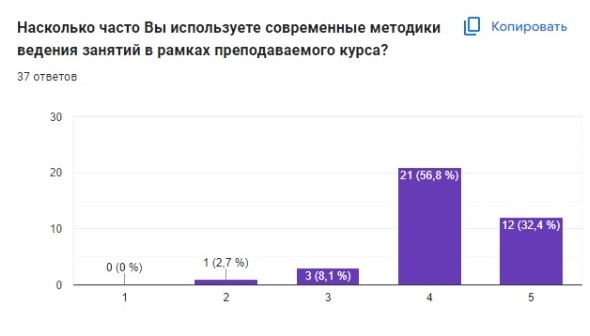 Насколько часто Вы используете современные методики
ведения занятий в рамках преподаваемого курса?
Копировать
37 ответов
30
20
10
0
0 (0 %)
1 (2,7 %)
3 (8,1 %)
21 (56,8 %)
12 (32,4 %)
1
2
3
4
5